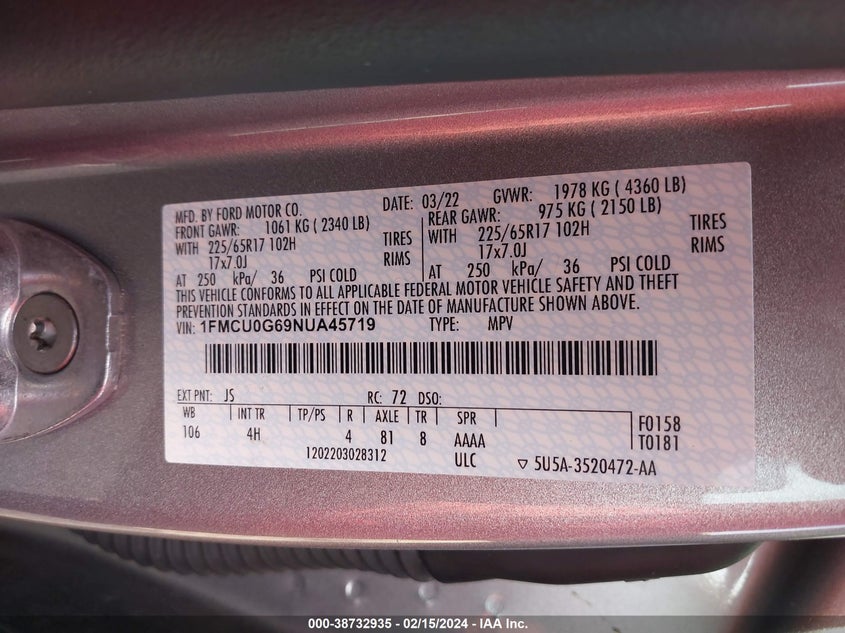 MFD. BY FORD MOTOR CO. DATE: 03/22 GVWR: 1978 KG ( 4360 LB)
FRONT GAWR: 1061 KG ( 2340 LB) REAR GAWR: 975 KG ( 2150 LB)
WITH 225/65R17 102H TIRES WITH 225/65R17 102H TIRES
17x7.0J RIMS 17x7.0J RIMS
AT 250 kPa/ 36 PSI COLD AT 250 kPa/ 36 PSI COLD
THIS VEHICLE CONFORMS TO ALL APPLICABLE FEDERAL MOTOR VEHICLE SAFETY AND THEFT
PREVENTION STANDARDS IN EFFECT ON THE DATE OF MANUFACTURE SHOWN ABOVE.
VIN: 1FMCU0G69NUA45719 TYPE: MPV
EXT PNT: JS RC: 72 DSO:
WB INT TR TP/PS R AXLE TR SPR F0158
106 4H 4 81 8 AAAA T0181
1202203028312 ULC ▽ 5U5A-3520472-AA
000-38732935 - 02/15/2024 - IAA Inc.